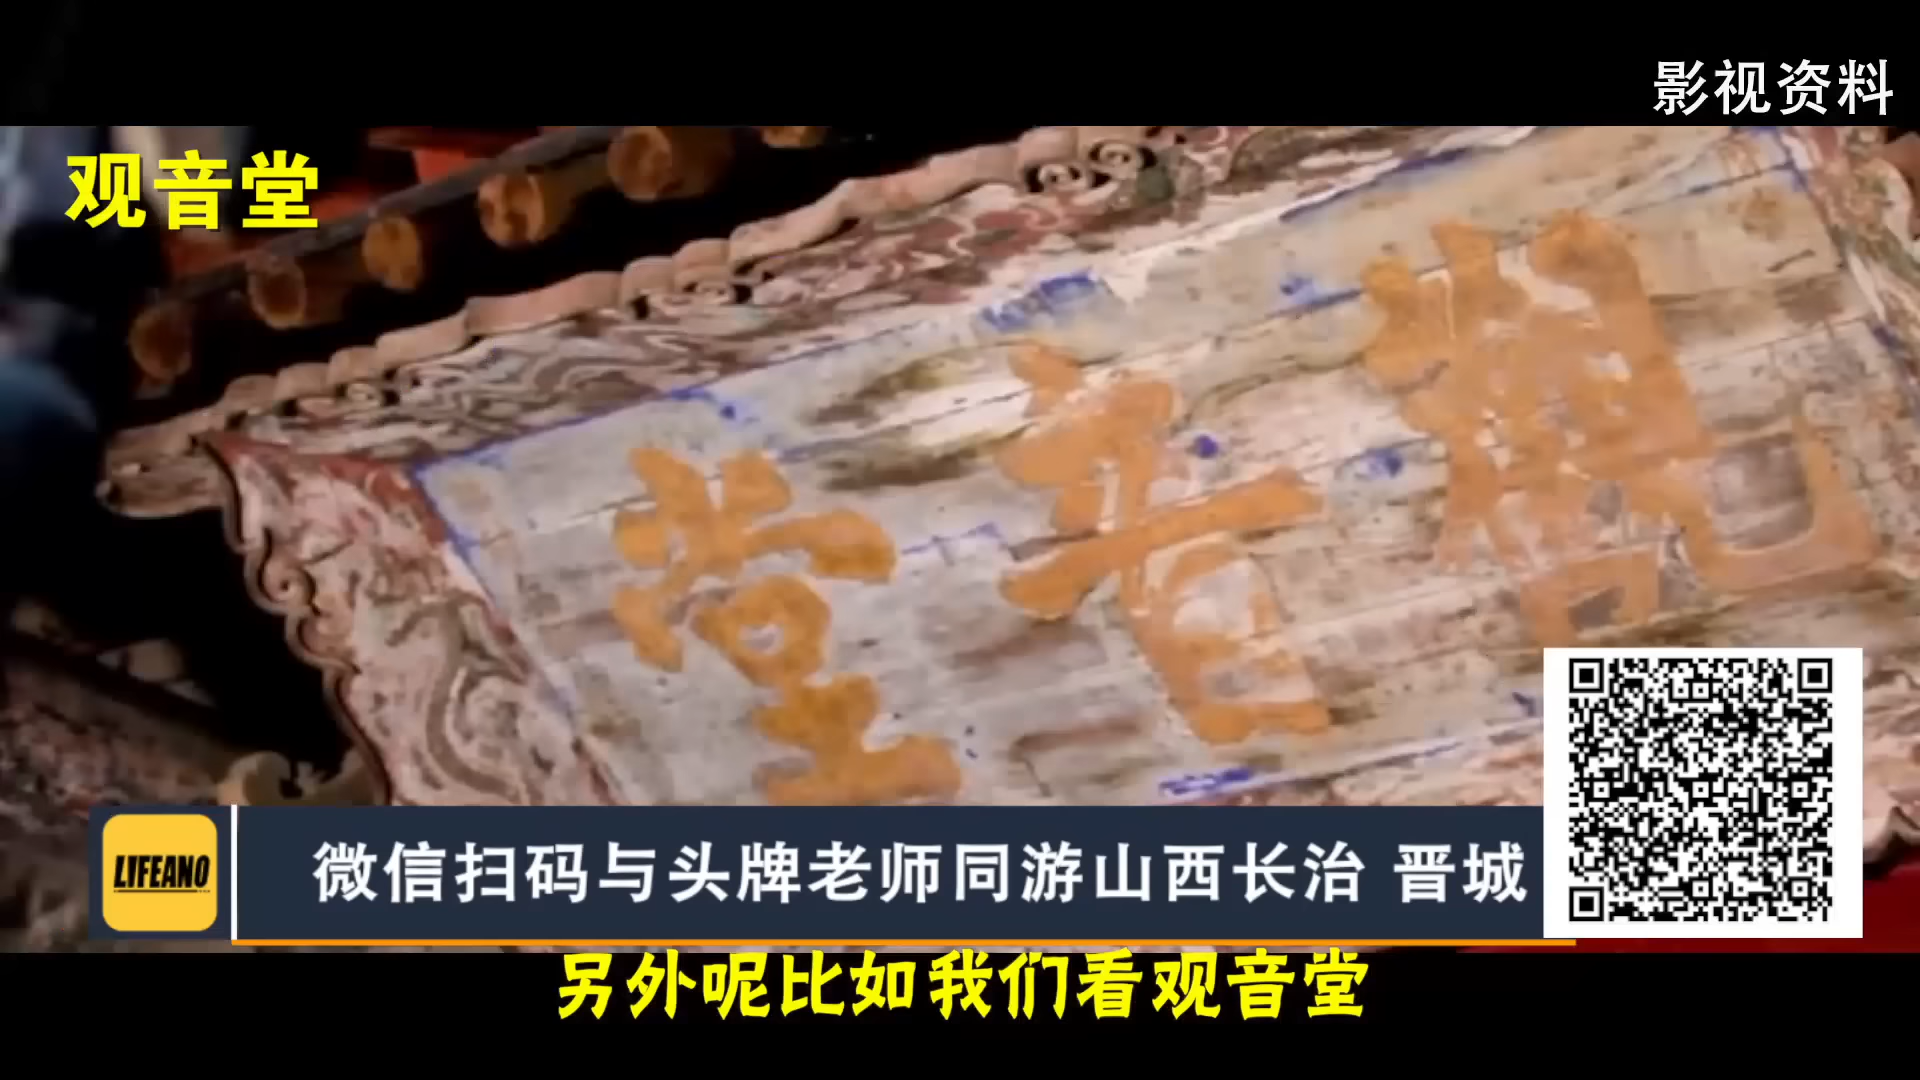 影视资料
观音堂
觀音堂
LIFEANO
微信扫码与头牌老师同游山西长治 晋城
另外呢比如我们看观音堂